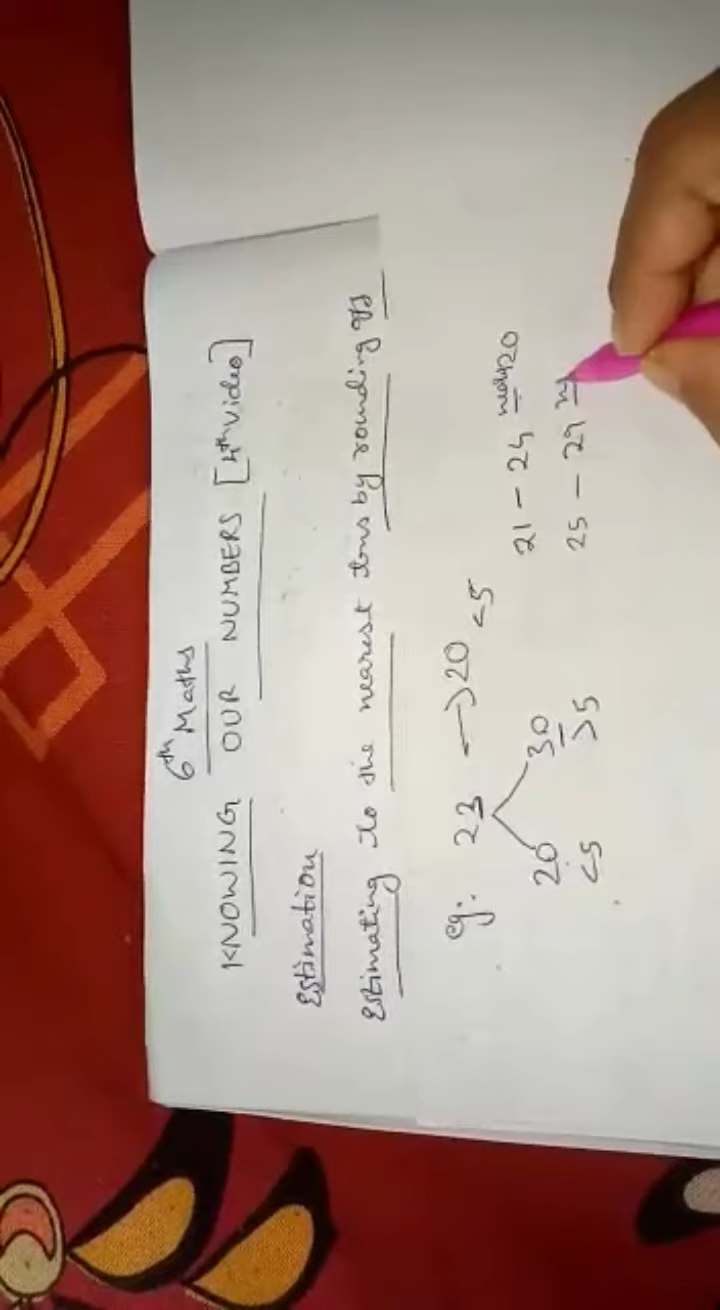 6th Maths
KNOWING OUR NUMBERS [4th Video]
Estimation
Estimating to the nearest tens by rounding off
eg: 23 → 20
20 30 <5
<5 >5
21 - 24 near 20
25 - 29